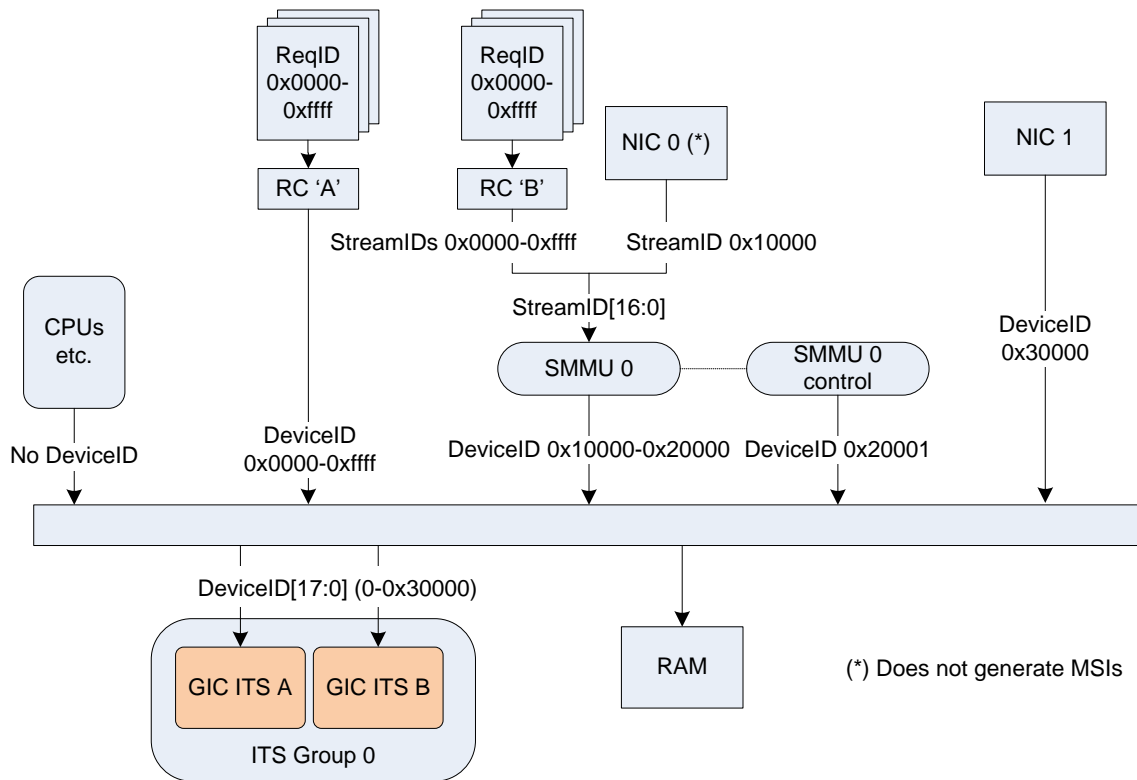 ReqID
0x0000-
0xffff
ReqID
0x0000-
0xffff
NIC 0 (*)
NIC 1
RC ‘A’
RC ‘B’
StreamIDs 0x0000-0xffff
StreamID 0x10000
StreamID[16:0]
CPUs
etc.
SMMU 0
SMMU 0
control
DeviceID
0x30000
No DeviceID
DeviceID
0x0000-0xffff
DeviceID 0x10000-0x20000
DeviceID 0x20001
DeviceID[17:0] (0-0x30000)
GIC ITS A
GIC ITS B
ITS Group 0
RAM
(*) Does not generate MSIs